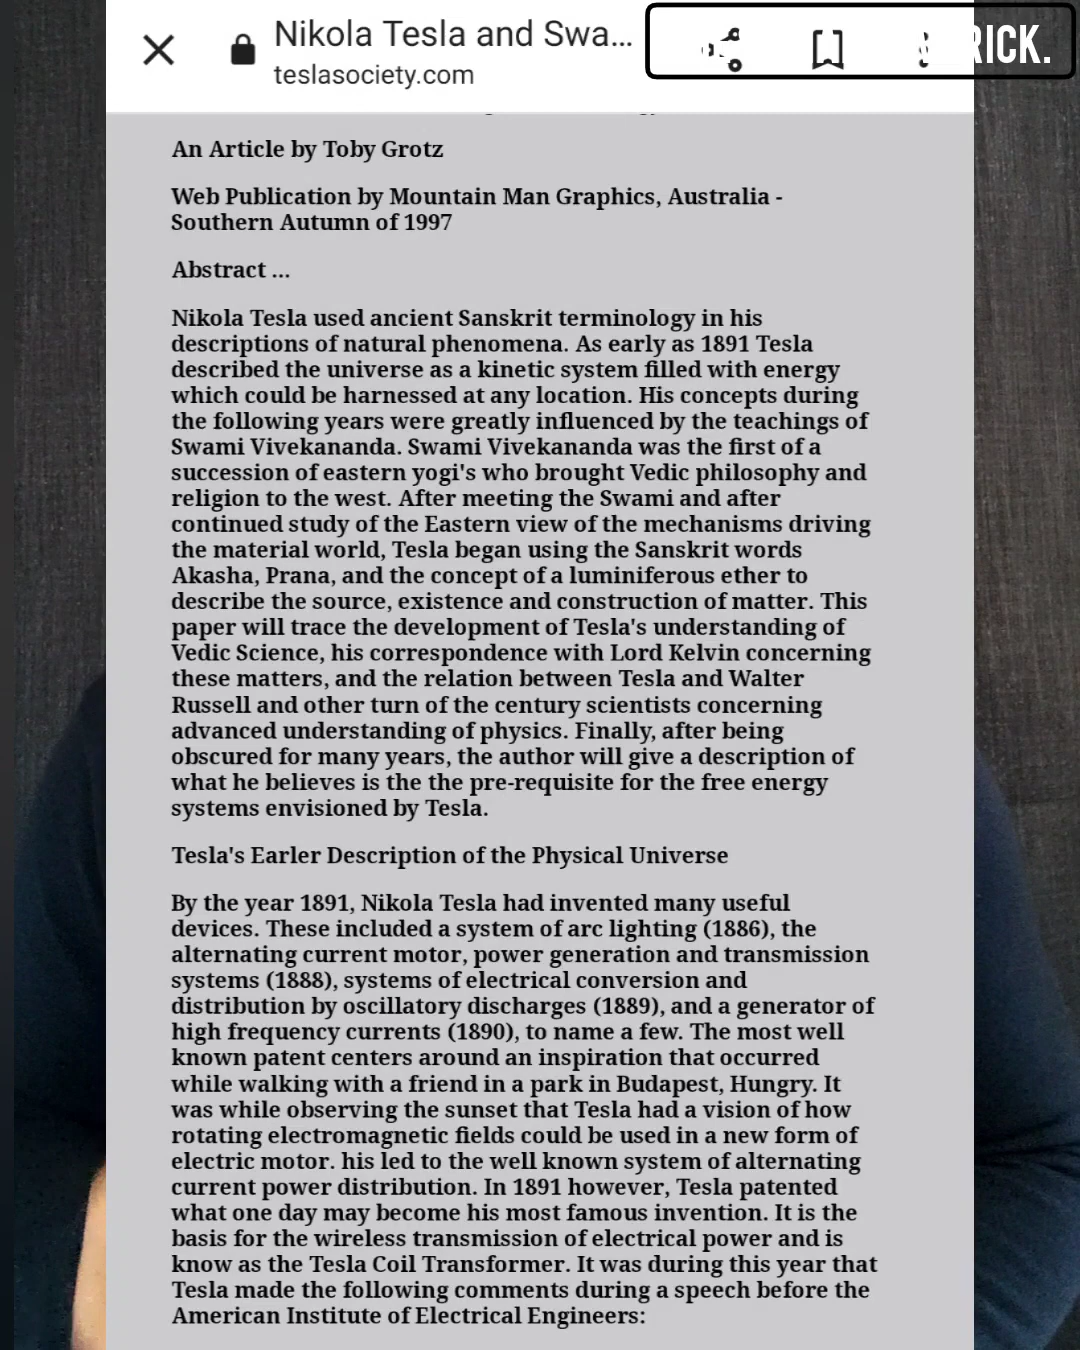 Nikola Tesla and Swa...
teslasociety.com
RICK.
An Article by Toby Grotz
Web Publication by Mountain Man Graphics, Australia -
Southern Autumn of 1997
Abstract ...
Nikola Tesla used ancient Sanskrit terminology in his
descriptions of natural phenomena. As early as 1891 Tesla
described the universe as a kinetic system filled with energy
which could be harnessed at any location. His concepts during
the following years were greatly influenced by the teachings of
Swami Vivekananda. Swami Vivekananda was the first of a
succession of eastern yogi's who brought Vedic philosophy and
religion to the west. After meeting the Swami and after
continued study of the Eastern view of the mechanisms driving
the material world, Tesla began using the Sanskrit words
Akasha, Prana, and the concept of a luminiferous ether to
describe the source, existence and construction of matter. This
paper will trace the development of Tesla's understanding of
Vedic Science, his correspondence with Lord Kelvin concerning
these matters, and the relation between Tesla and Walter
Russell and other turn of the century scientists concerning
advanced understanding of physics. Finally, after being
obscured for many years, the author will give a description of
what he believes is the the pre-requisite for the free energy
systems envisioned by Tesla.
Tesla's Earler Description of the Physical Universe
By the year 1891, Nikola Tesla had invented many useful
devices. These included a system of arc lighting (1886), the
alternating current motor, power generation and transmission
systems (1888), systems of electrical conversion and
distribution by oscillatory discharges (1889), and a generator of
high frequency currents (1890), to name a few. The most well
known patent centers around an inspiration that occurred
while walking with a friend in a park in Budapest, Hungry. It
was while observing the sunset that Tesla had a vision of how
rotating electromagnetic fields could be used in a new form of
electric motor. his led to the well known system of alternating
current power distribution. In 1891 however, Tesla patented
what one day may become his most famous invention. It is the
basis for the wireless transmission of electrical power and is
know as the Tesla Coil Transformer. It was during this year that
Tesla made the following comments during a speech before the
American Institute of Electrical Engineers: